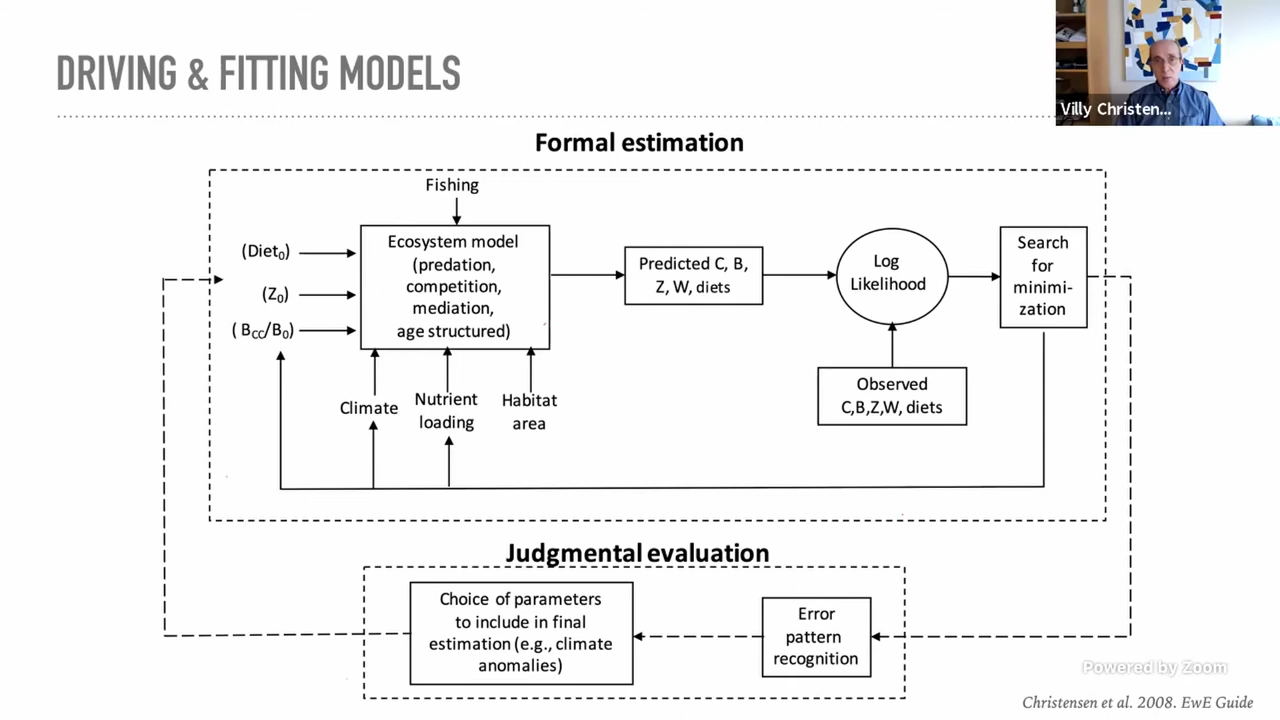 DRIVING & FITTING MODELS
Villy Christen...
Formal estimation
Fishing
(Diet₀)
(Z₀)
( B_CC/B₀)
Ecosystem model
(predation,
competition,
mediation,
age structured)
Predicted C, B,
Z, W, diets
Log
Likelihood
Search
for
minimi-
zation
Observed
C,B,Z,W, diets
Climate
Nutrient
loading
Habitat
area
Judgmental evaluation
Choice of parameters
to include in final
estimation (e.g., climate
anomalies)
Error
pattern
recognition
Powered by Zoom
Christensen et al. 2008. EwE Guide